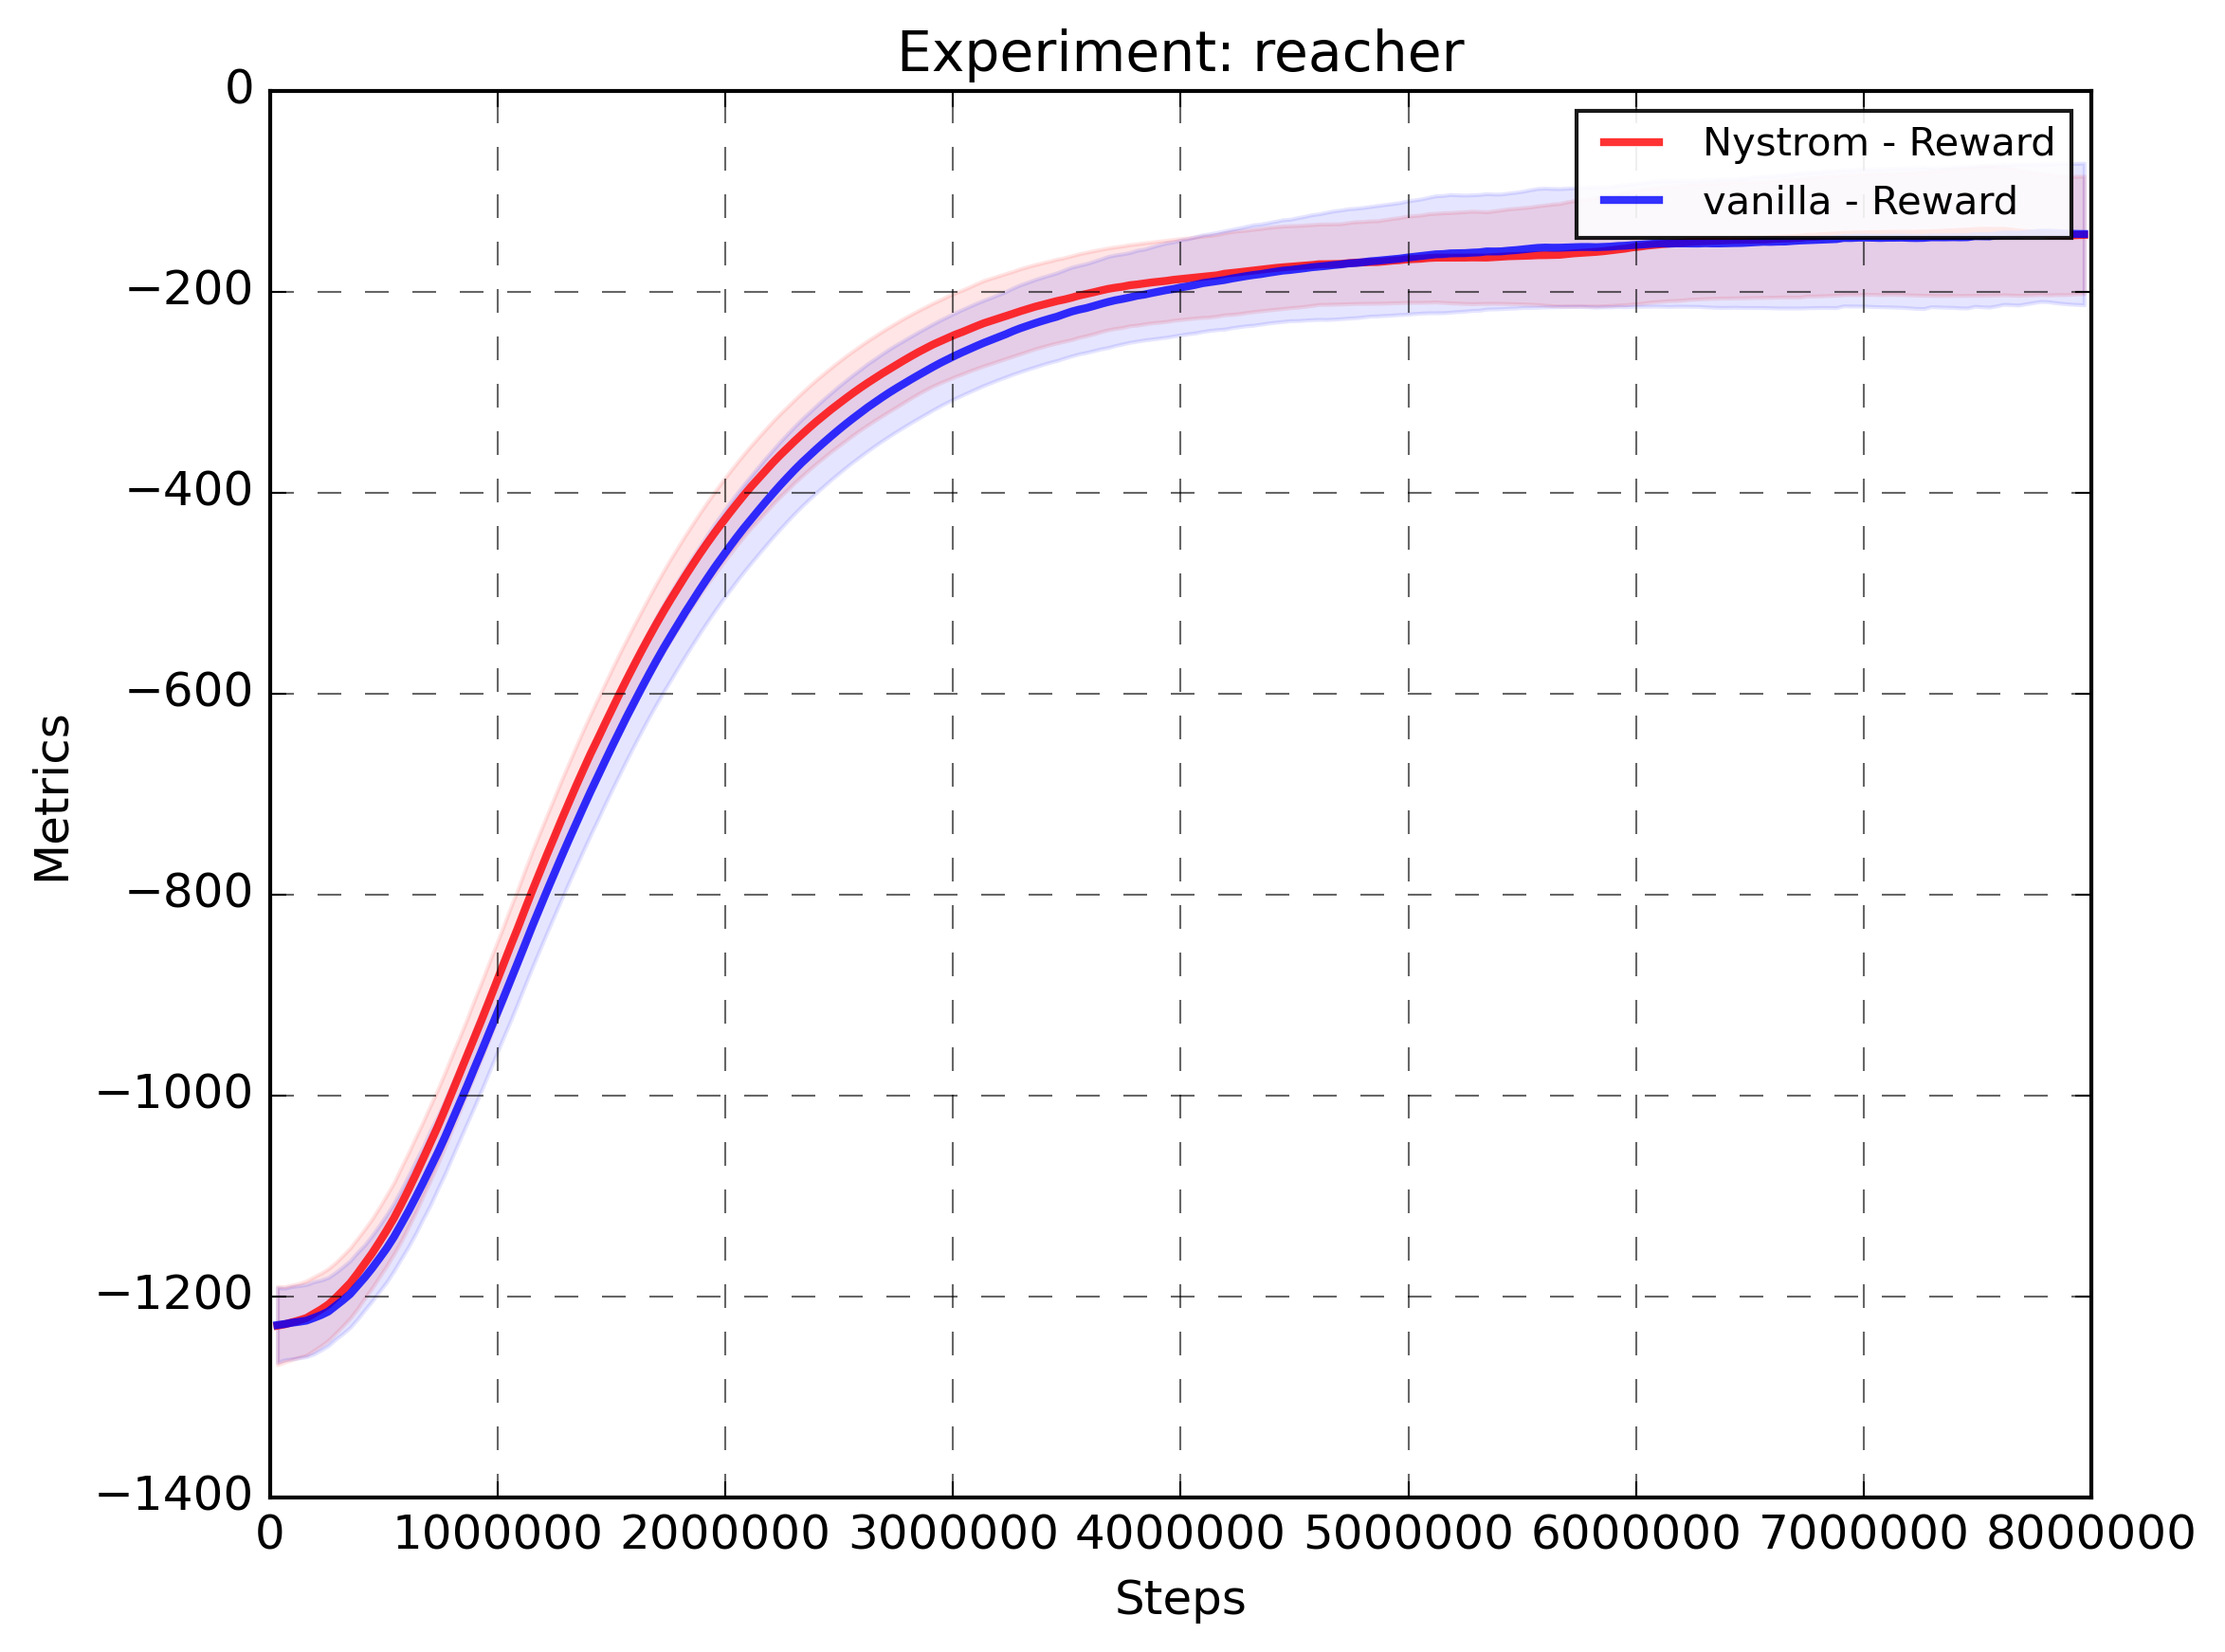 Experiment: reacher
Nystrom - Reward
vanilla - Reward
Metrics
0
−200
−400
−600
−800
−1000
−1200
−1400
0 1000000 2000000 3000000 4000000 5000000 6000000 7000000 8000000
Steps